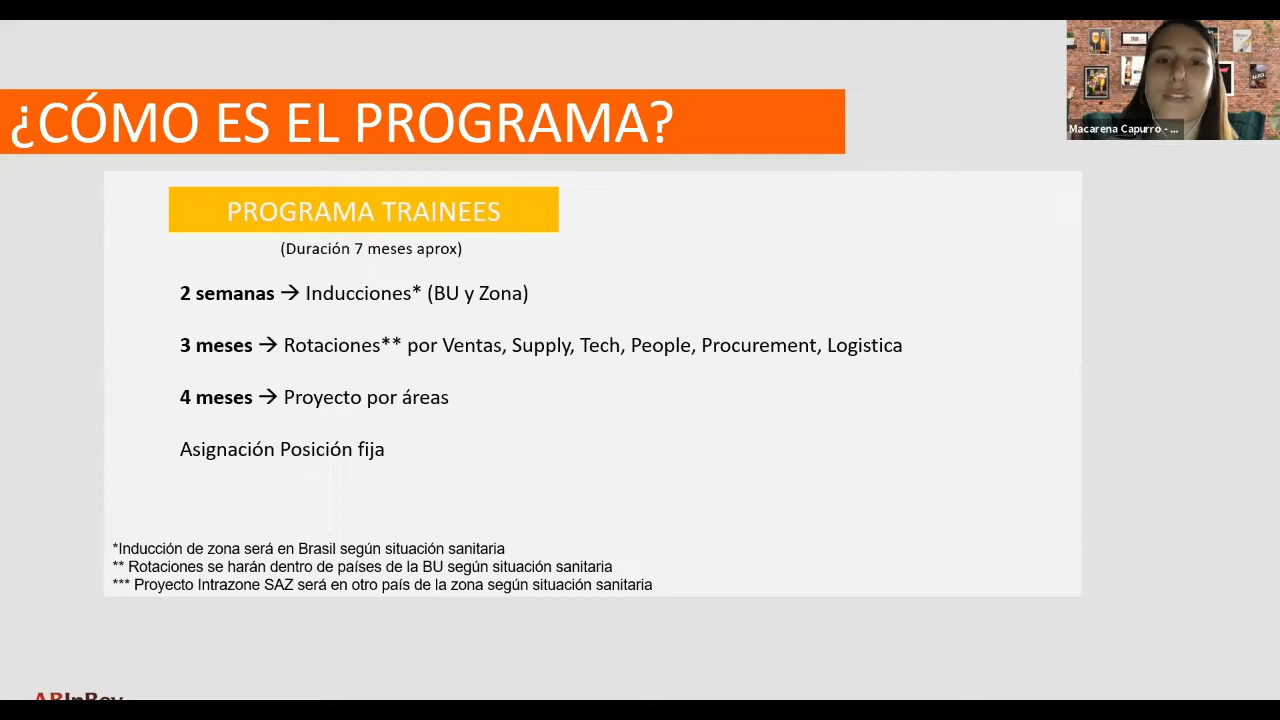 ¿CÓMO ES EL PROGRAMA?
Macarena Capurro - ...
PROGRAMA TRAINEES
(Duración 7 meses aprox)
2 semanas → Inducciones* (BU y Zona)
3 meses → Rotaciones** por Ventas, Supply, Tech, People, Procurement, Logistica
4 meses → Proyecto por áreas
Asignación Posición fija
*Inducción de zona será en Brasil según situación sanitaria
** Rotaciones se harán dentro de países de la BU según situación sanitaria
*** Proyecto Intrazone SAZ será en otro país de la zona según situación sanitaria
ABInBev